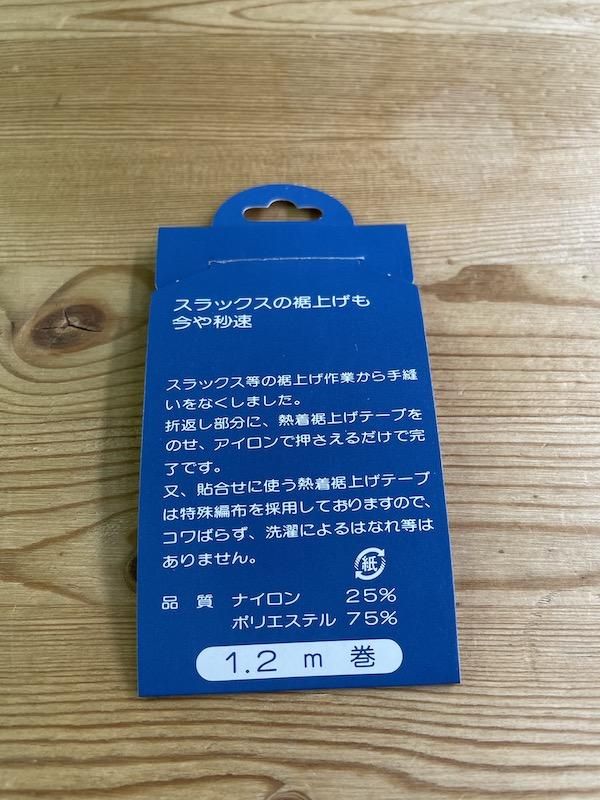 スラックスの裾上げも
今や秒速
スラックス等の裾上げ作業から手縫
いをなくしました。
折返し部分に、熱着裾上げテープを
のせ、アイロンで押さえるだけで完
了です。
又、貼合せに使う熱着裾上げテープ
は特殊編布を採用しておりますので、
コワばらず、洗濯によるはなれ等は
ありません。
紙
品 質 ナイロン 25%
ポリエステル 75%
1.2 m 巻